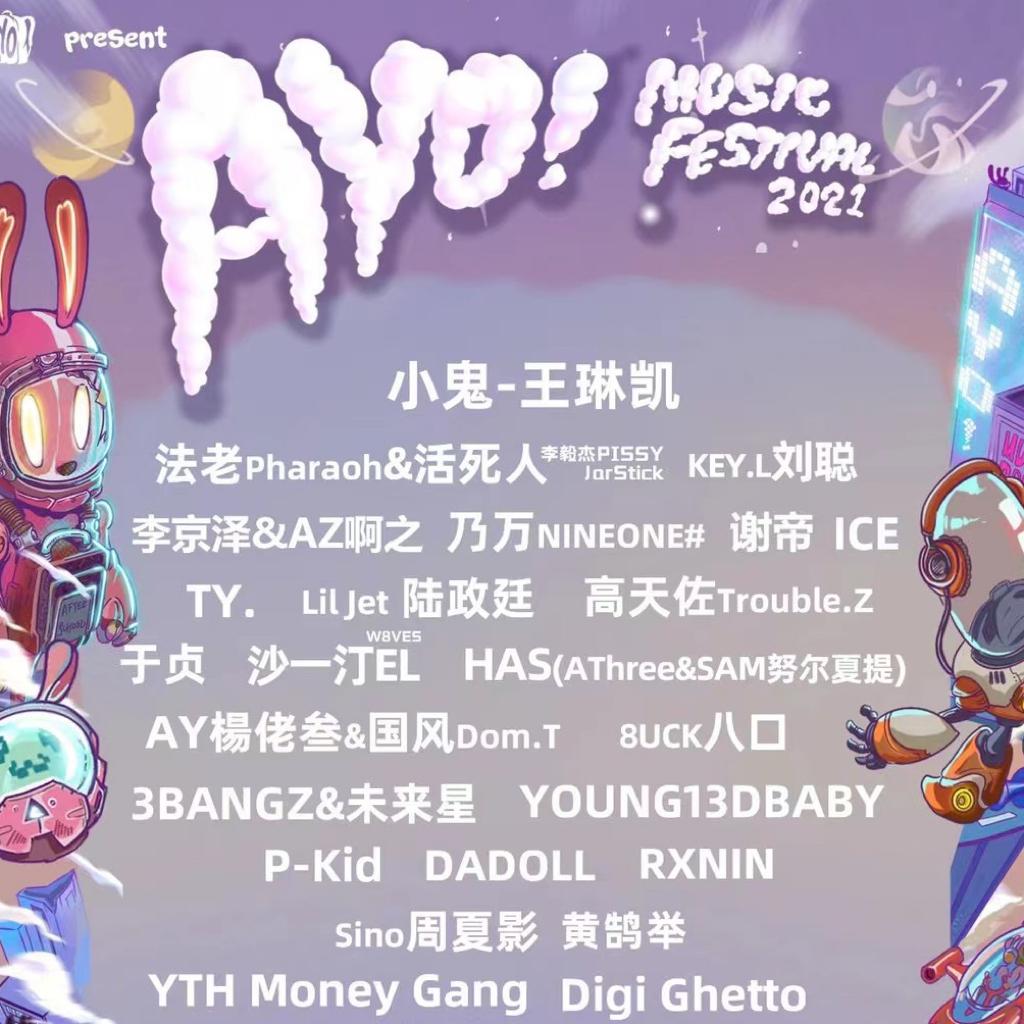 YO! present
AYO! MUSIC FESTIVAL 2021
AYO!
小鬼-王琳凯
法老Pharaoh&活死人李毅杰PISSY JarStick KEY.L刘聪
李京泽&AZ啊之 乃万NINEONE# 谢帝 ICE
TY. Lil Jet 陆政廷 高天佐Trouble.Z
W8VES
于贞 沙一汀EL HAS(AThree&SAM努尔夏提)
AFTER SCHOOL
AY楊佬叁&国风Dom.T 8UCK八口
3BANGZ&未来星 YOUNG13DBABY
P-Kid DADOLL RXNIN
Sino周夏影 黄鹄举
YTH Money Gang Digi Ghetto